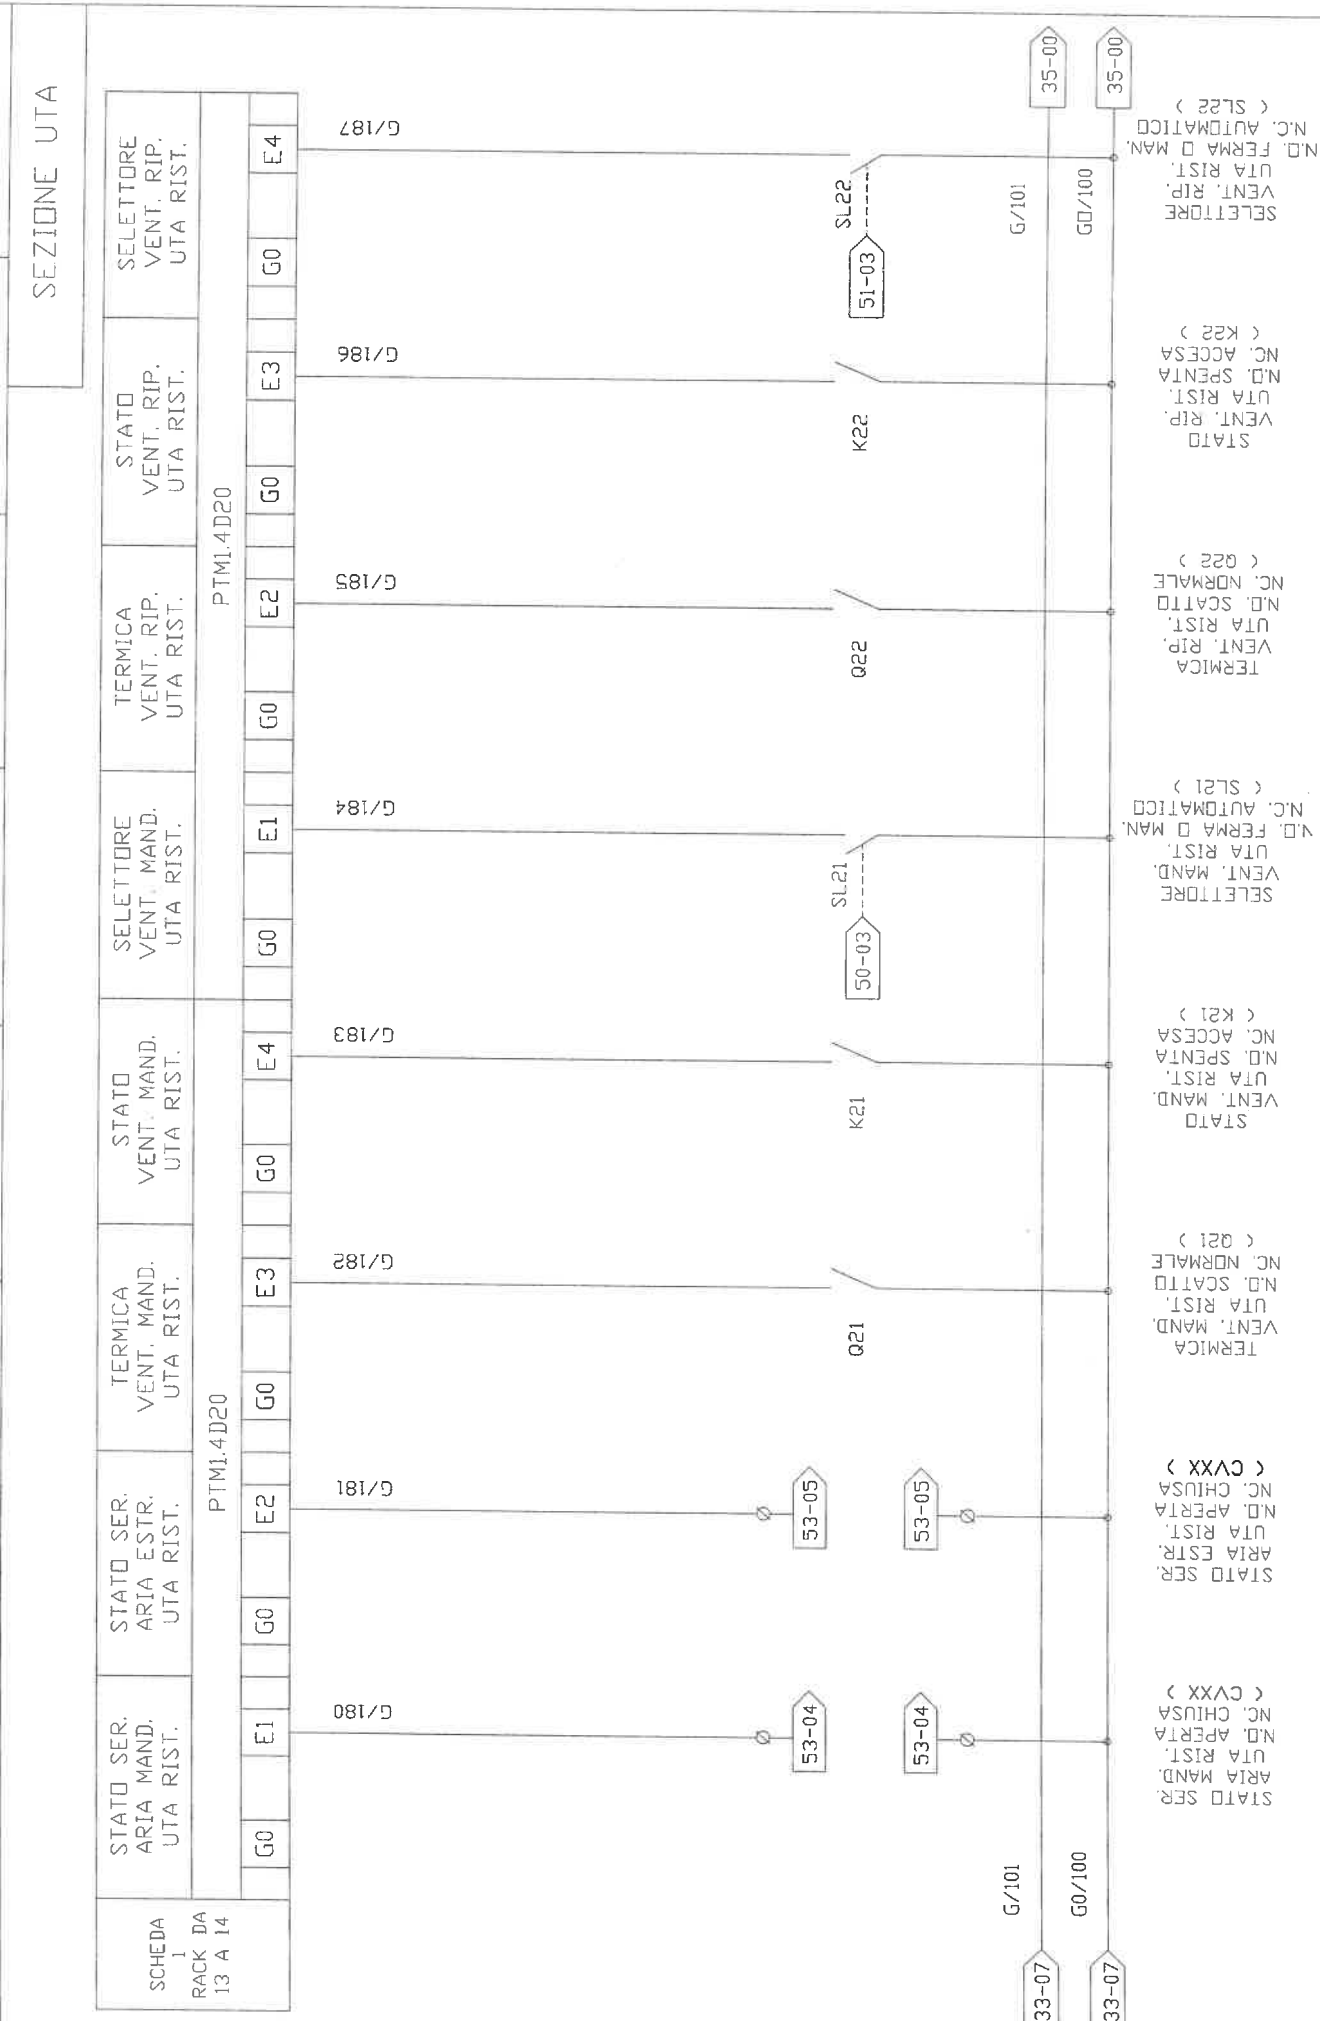 SEZIONE UTA
SCHEDA
1
RACK DA
13 A 14
STATO SER.
ARIA MAND.
UTA RIST.
STATO SER.
ARIA ESTR.
UTA RIST.
TERMICA
VENT. MAND.
UTA RIST.
STATO
VENT. MAND.
UTA RIST.
SELETTORE
VENT. MAND.
UTA RIST.
TERMICA
VENT. RIP.
UTA RIST.
STATO
VENT. RIP.
UTA RIST.
SELETTORE
VENT. RIP.
UTA RIST.
PTM1.4D20
PTM1.4D20
G0 E1 G0 E2 G0 E3 G0 E4 G0 E1 G0 E2 G0 E3 G0 E4
G/180
G/181
G/182
G/183
G/184
G/185
G/186
G/187
53-04
53-05
SL21
SL22
50-03
51-03
Q21
K21
Q22
K22
53-04
53-05
G/101
G/101
35-00
33-07
G0/100
GO/100
35-00
33-07
STATO SER.
ARIA MAND.
UTA RIST.
N.O. APERTA
NC. CHIUSA
( CVXX )
STATO SER.
ARIA ESTR.
UTA RIST.
N.O. APERTA
NC. CHIUSA
( CVXX )
TERMICA
VENT. MAND.
UTA RIST.
N.O. SCATTO
NC. NORMALE
( Q21 )
STATO
VENT. MAND.
UTA RIST.
N.O. SPENTA
NC. ACCESA
( K21 )
SELETTORE
VENT. MAND.
UTA RIST.
N.O. FERMA O MAN.
N.C. AUTOMATICO
( SL21 )
TERMICA
VENT. RIP.
UTA RIST.
N.O. SCATTO
NC. NORMALE
( Q22 )
STATO
VENT. RIP.
UTA RIST.
N.O. SPENTA
NC. ACCESA
( K22 )
SELETTORE
VENT. RIP.
UTA RIST.
N.O. FERMA O MAN.
N.C. AUTOMATICO
( SL22 )